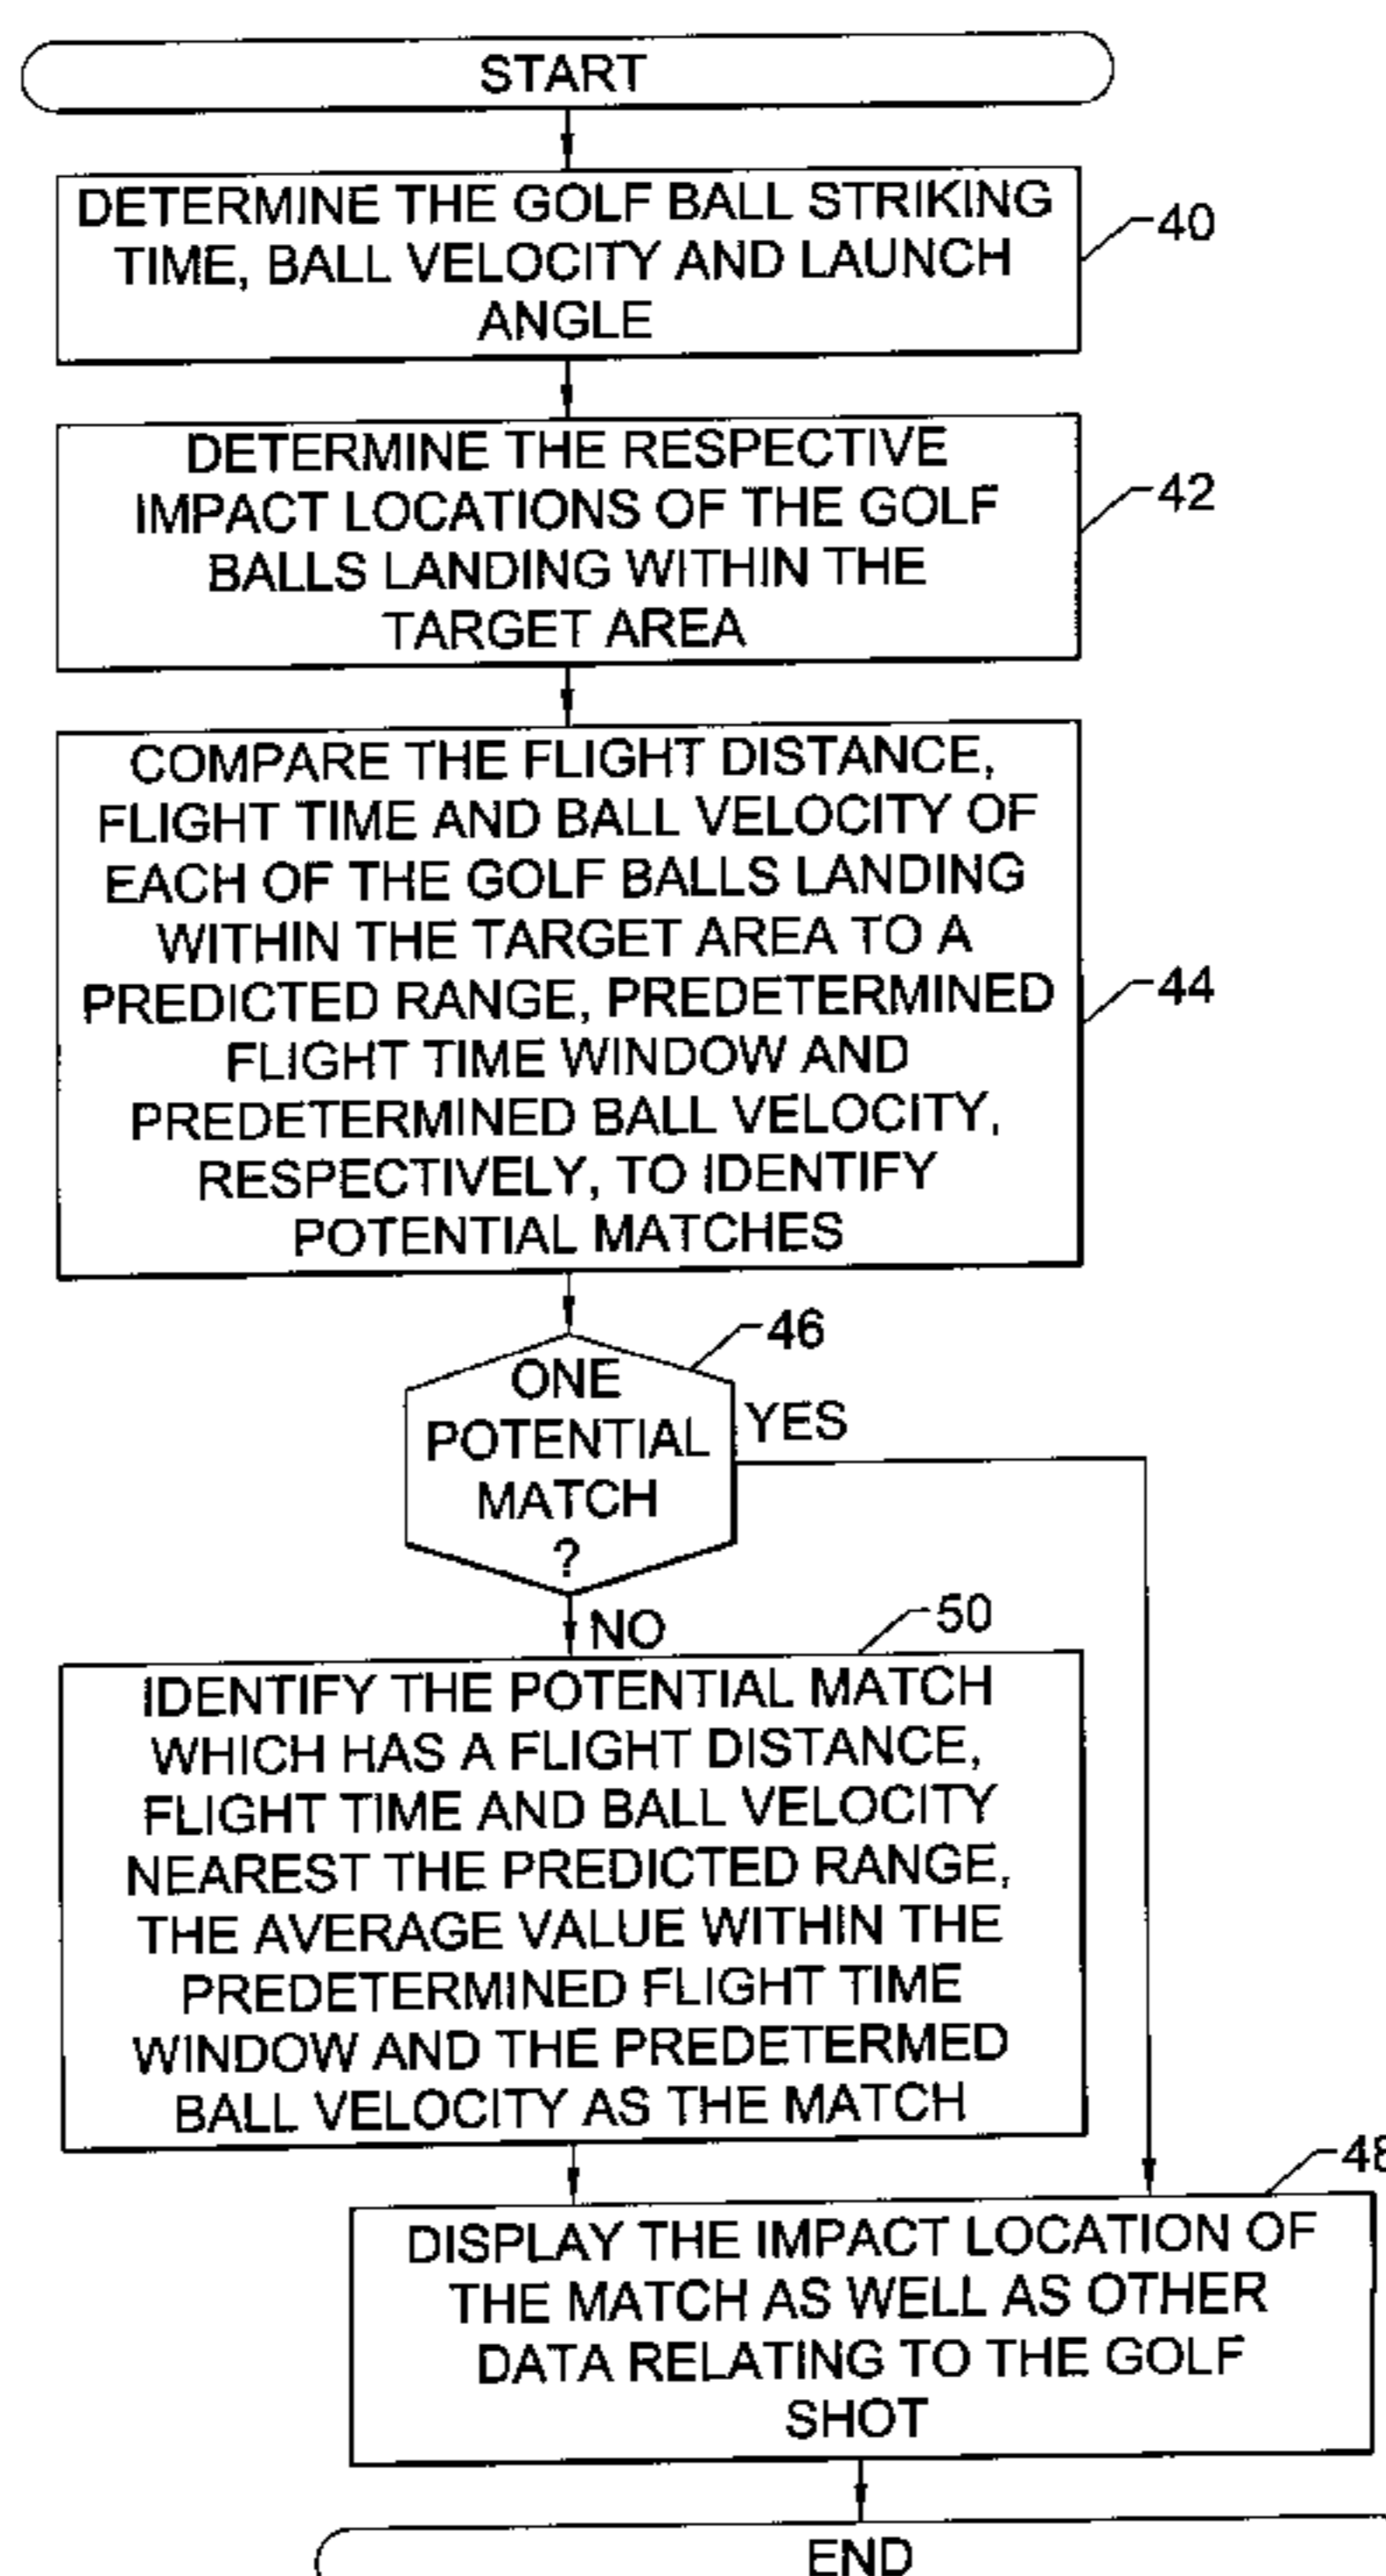 START
DETERMINE THE GOLF BALL STRIKING
TIME, BALL VELOCITY AND LAUNCH
ANGLE
40
DETERMINE THE RESPECTIVE
IMPACT LOCATIONS OF THE GOLF
BALLS LANDING WITHIN THE
TARGET AREA
42
COMPARE THE FLIGHT DISTANCE,
FLIGHT TIME AND BALL VELOCITY OF
EACH OF THE GOLF BALLS LANDING
WITHIN THE TARGET AREA TO A
PREDICTED RANGE, PREDETERMINED
FLIGHT TIME WINDOW AND
PREDETERMINED BALL VELOCITY,
RESPECTIVELY, TO IDENTIFY
POTENTIAL MATCHES
44
46
ONE
POTENTIAL
MATCH
?
YES
NO
50
IDENTIFY THE POTENTIAL MATCH
WHICH HAS A FLIGHT DISTANCE,
FLIGHT TIME AND BALL VELOCITY
NEAREST THE PREDICTED RANGE,
THE AVERAGE VALUE WITHIN THE
PREDETERMINED FLIGHT TIME
WINDOW AND THE PREDETERMED
BALL VELOCITY AS THE MATCH
48
DISPLAY THE IMPACT LOCATION OF
THE MATCH AS WELL AS OTHER
DATA RELATING TO THE GOLF
SHOT
END